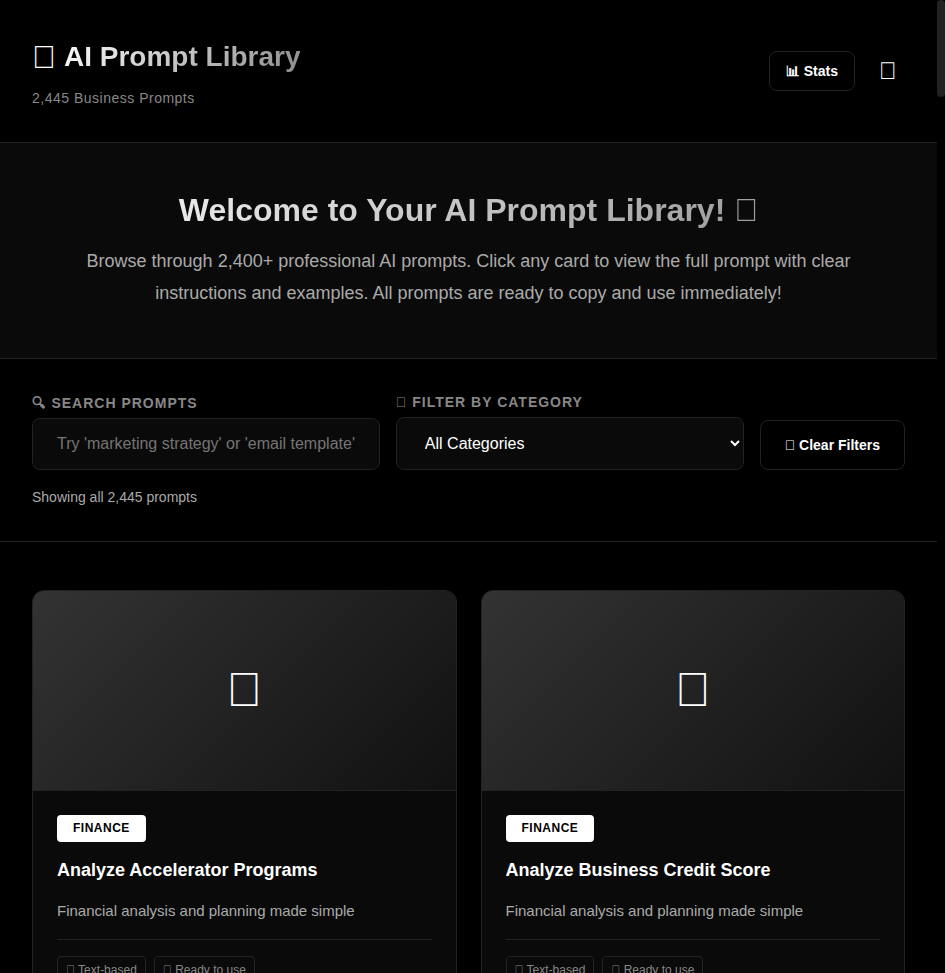 AI Prompt Library
2,445 Business Prompts
Stats
Welcome to Your AI Prompt Library!
Browse through 2,400+ professional AI prompts. Click any card to view the full prompt with clear
instructions and examples. All prompts are ready to copy and use immediately!
SEARCH PROMPTS
FILTER BY CATEGORY
Try 'marketing strategy' or 'email template'
All Categories
Clear Filters
Showing all 2,445 prompts
FINANCE
Analyze Accelerator Programs
Financial analysis and planning made simple
Text-based
Ready to use
FINANCE
Analyze Business Credit Score
Financial analysis and planning made simple
Text-based
Ready to use